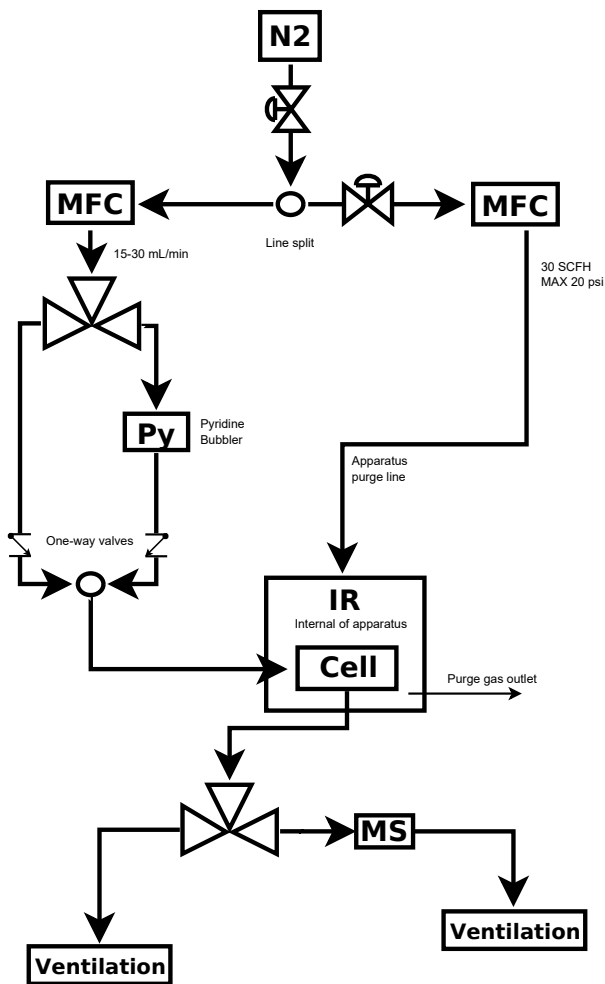 N2
MFC
MFC
Line split
15-30 mL/min
30 SCFH
MAX 20 psi
Py
Pyridine
Bubbler
Apparatus
purge line
One-way valves
IR
Internal of apparatus
Cell
Purge gas outlet
MS
Ventilation
Ventilation